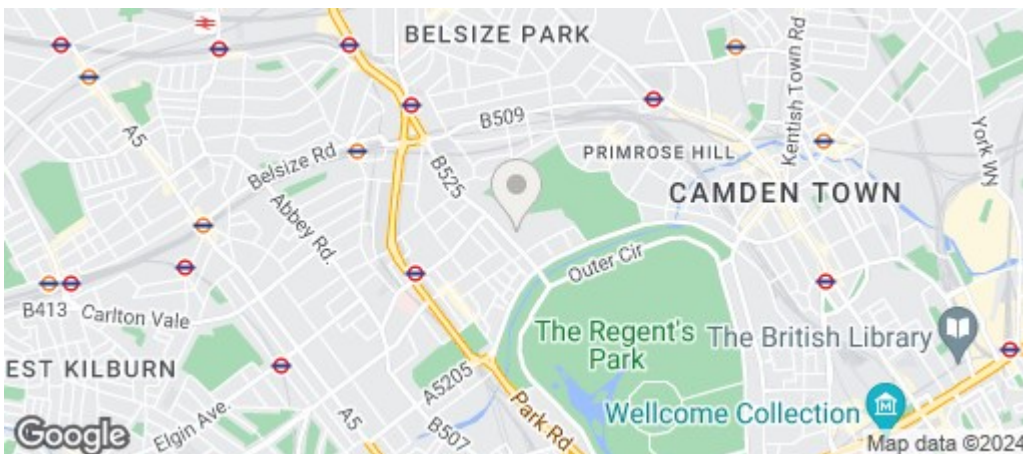 BELSIZE PARK
Kentish Town Rd
York Wy
B509
A5
Belsize Rd
PRIMROSE HILL
B525
CAMDEN TOWN
Abbey Rd.
Outer Cir
B413
Carlton Vale
The Regent's
Park
The British Library
EST KILBURN
A5205
Park Rd
Wellcome Collection
M
Elgin Ave.
A5
B507
Google
Map data ©2024